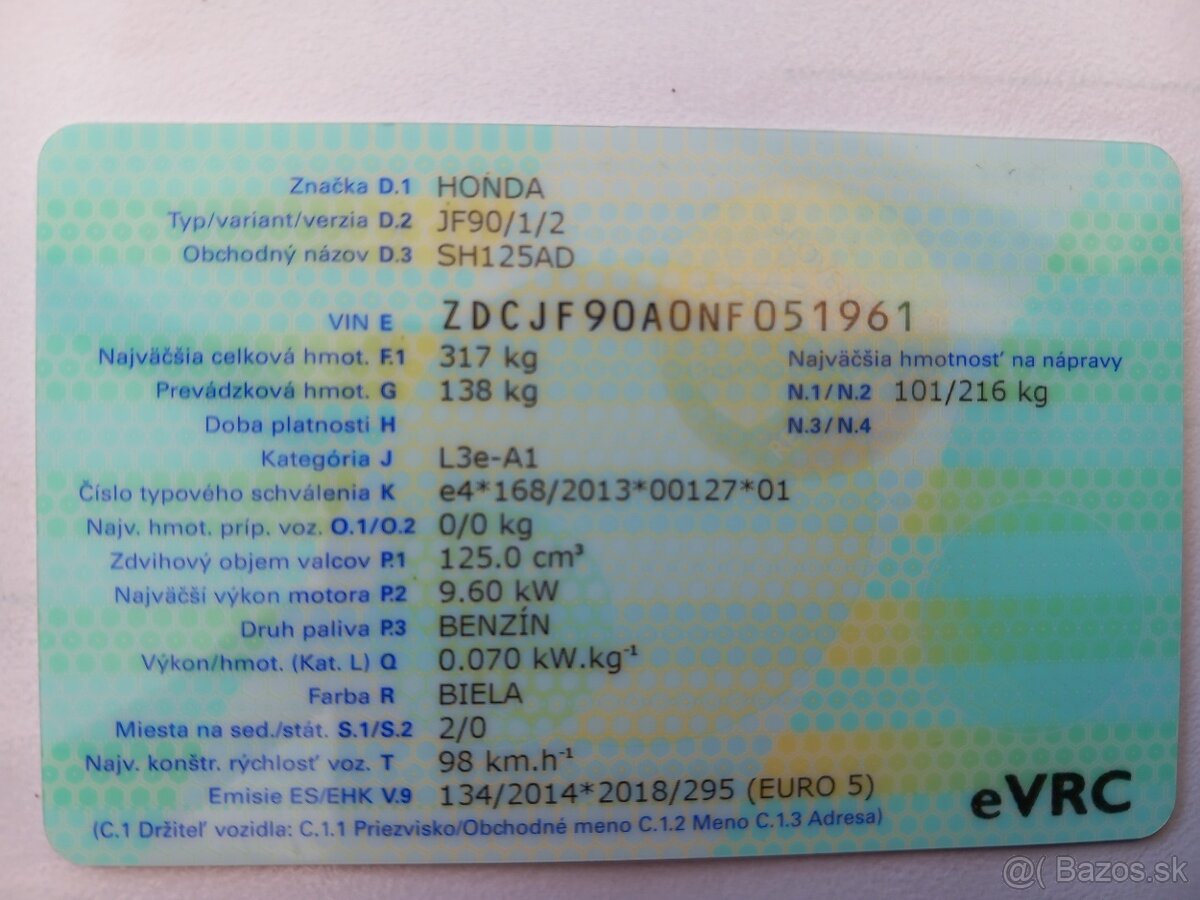 Značka D.1 HONDA
Typ/variant/verzia D.2 JF90/1/2
Obchodný názov D.3 SH125AD
VIN E ZDCJF90A0NF051961
Najväčšia celková hmot. F.1 317 kg Najväčšia hmotnosť na nápravy
Prevádzková hmot. G 138 kg N.1/N.2 101/216 kg
Doba platnosti H N.3/N.4
Kategória J L3e-A1
Číslo typového schválenia K e4*168/2013*00127*01
Najv. hmot. príp. voz. O.1/O.2 0/0 kg
Zdvihový objem valcov P.1 125.0 cm³
Najväčší výkon motora P.2 9.60 kW
Druh paliva P.3 BENZÍN
Výkon/hmot. (Kat. L) Q 0.070 kW.kg⁻¹
Farba R BIELA
Miesta na sed./stát. S.1/S.2 2/0
Najv. konštr. rýchlosť voz. T 98 km.h⁻¹
Emisie ES/EHK V.9 134/2014*2018/295 (EURO 5)
eVRC
(C.1 Držiteľ vozidla: C.1.1 Priezvisko/Obchodné meno C.1.2 Meno C.1.3 Adresa)
@( Bazos.sk